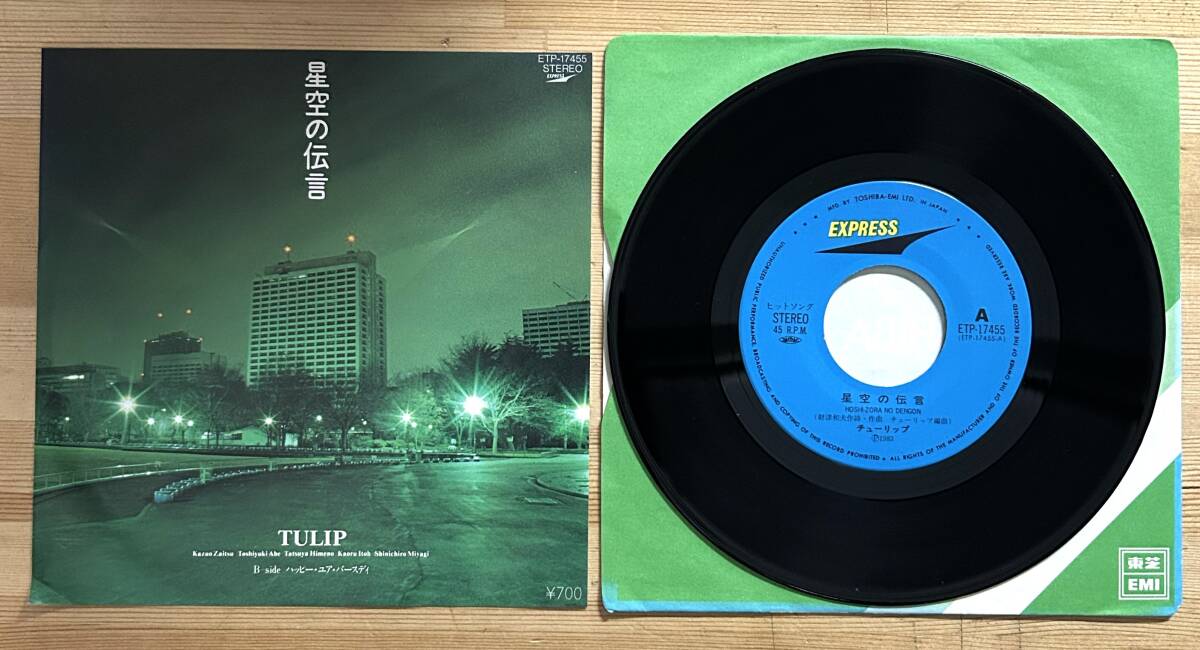 星空の伝言
ETP-17455
STEREO
EXPRESS
TULIP
Kazuo Zaitsu Toshiyuki Abe Tatsuya Himeno Kaoru Itoh Shinichiro Miyagi
B-side ハッピー・ユア・バースデイ
¥700
MFG. BY TOSHIBA-EMI LTD. IN JAPAN
EXPRESS
ヒットソング
STEREO
45 R.P.M.
A
ETP-17455
(ETP-17455-A)
星空の伝言
HOSHI-ZORA NO DENGON
(財津和夫作詩・作曲 チューリップ編曲)
チューリップ
Ⓟ1983
UNAUTHORIZED PUBLIC PERFORMANCE, BROADCASTING AND COPYING OF THIS RECORD PROHIBITED ● ALL RIGHTS OF THE MANUFACTURER AND OF THE OWNER OF THE RECORDED WORK ARE RESERVED
東芝
EMI